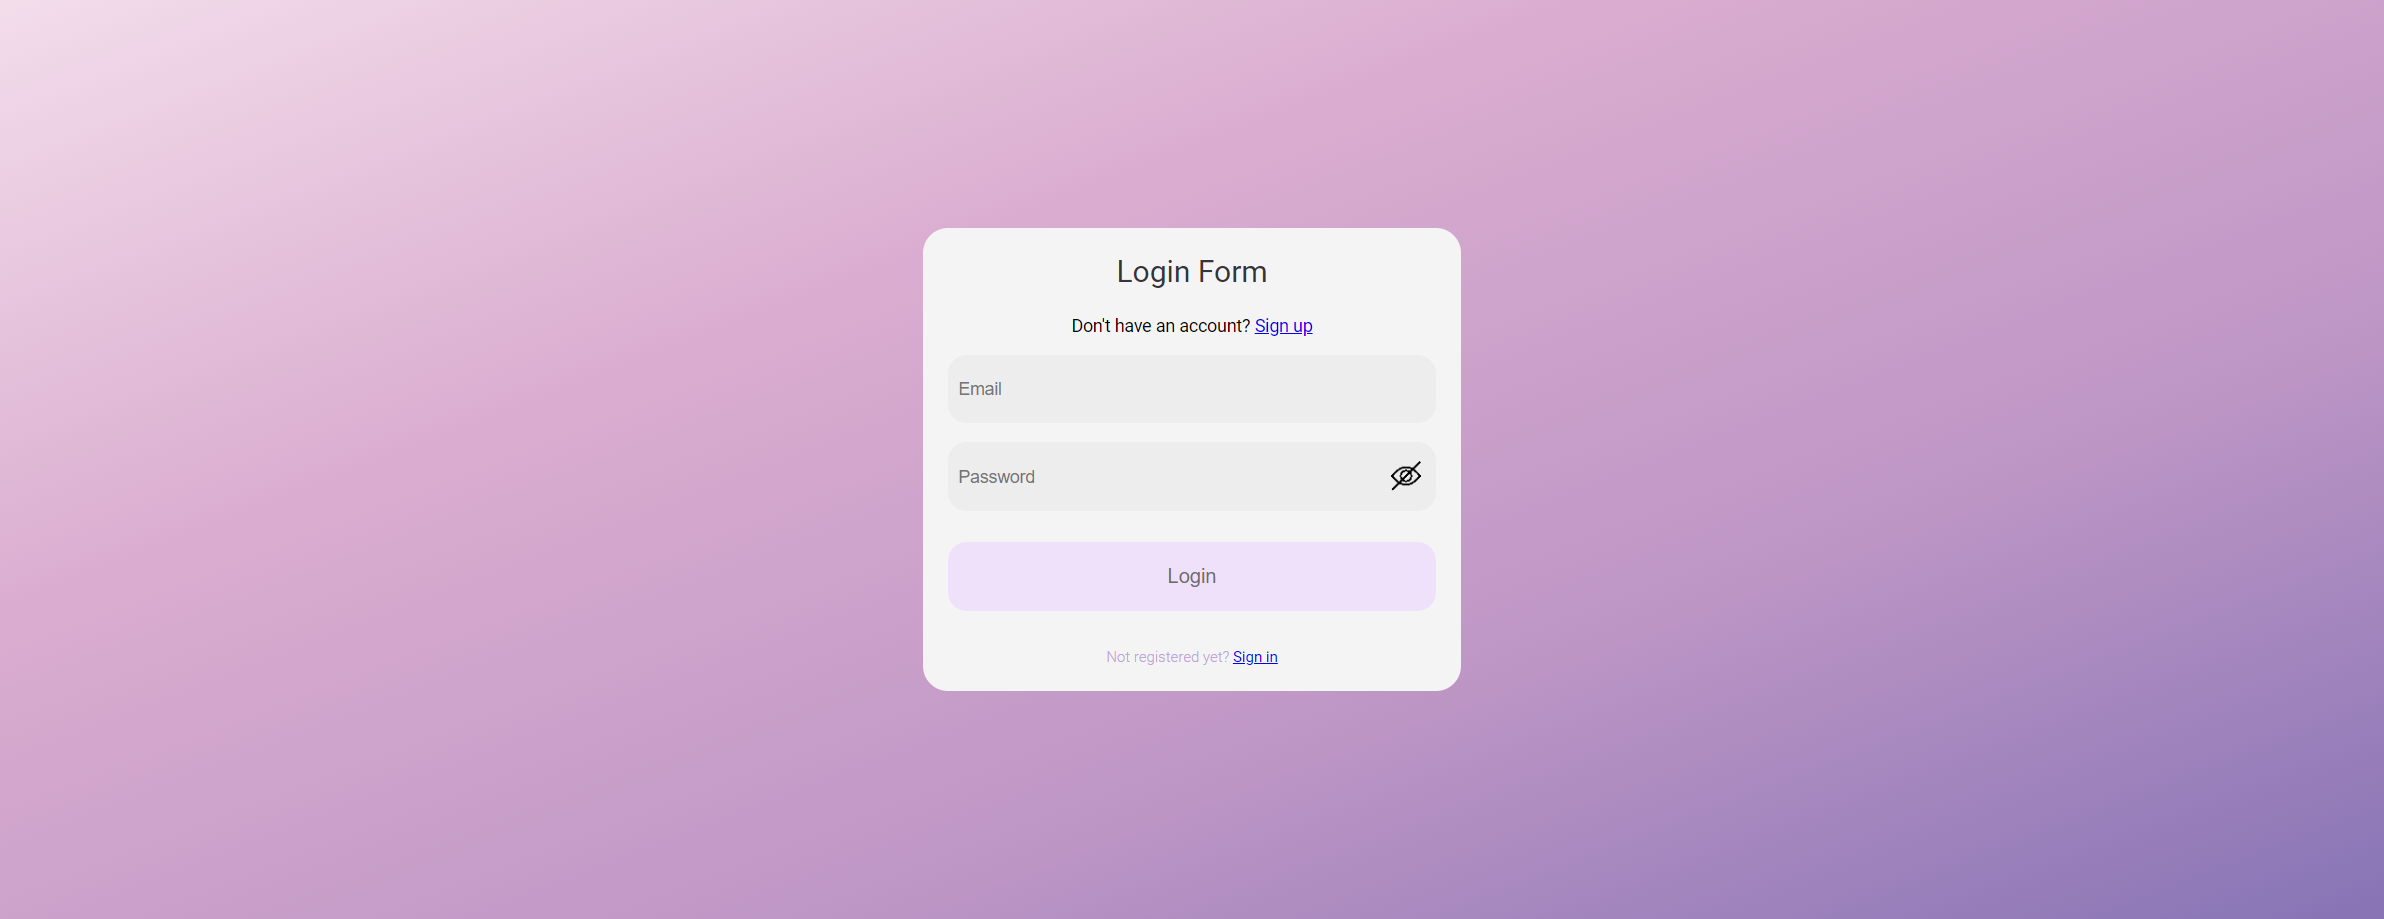 Login Form
Don't have an account? Sign up
Email
Password
Login
Not registered yet? Sign in